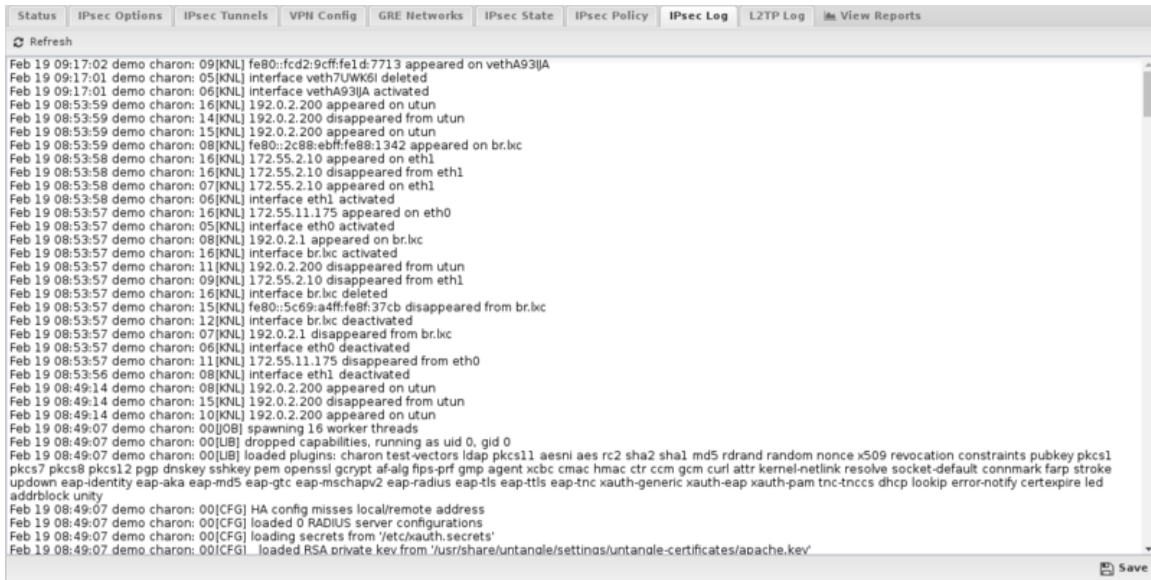 Status IPsec Options IPsec Tunnels VPN Config GRE Networks IPsec State IPsec Policy IPsec Log L2TP Log View Reports
Refresh
Feb 19 09:17:02 demo charon: 09[KNL] fe80::fcd2:9cff:fe1d:7713 appeared on vethA93IJA
Feb 19 09:17:01 demo charon: 05[KNL] interface veth7UWK6I deleted
Feb 19 09:17:01 demo charon: 06[KNL] interface vethA93IJA activated
Feb 19 08:53:59 demo charon: 16[KNL] 192.0.2.200 appeared on utun
Feb 19 08:53:59 demo charon: 14[KNL] 192.0.2.200 disappeared from utun
Feb 19 08:53:59 demo charon: 15[KNL] 192.0.2.200 appeared on utun
Feb 19 08:53:59 demo charon: 08[KNL] fe80::2c88:ebff:fe88:1342 appeared on br.lxc
Feb 19 08:53:58 demo charon: 16[KNL] 172.55.2.10 appeared on eth1
Feb 19 08:53:58 demo charon: 16[KNL] 172.55.2.10 disappeared from eth1
Feb 19 08:53:58 demo charon: 07[KNL] 172.55.2.10 appeared on eth1
Feb 19 08:53:58 demo charon: 06[KNL] interface eth1 activated
Feb 19 08:53:57 demo charon: 16[KNL] 172.55.11.175 appeared on eth0
Feb 19 08:53:57 demo charon: 05[KNL] interface eth0 activated
Feb 19 08:53:57 demo charon: 08[KNL] 192.0.2.1 appeared on br.lxc
Feb 19 08:53:57 demo charon: 16[KNL] interface br.lxc activated
Feb 19 08:53:57 demo charon: 11[KNL] 192.0.2.200 disappeared from utun
Feb 19 08:53:57 demo charon: 09[KNL] 172.55.2.10 disappeared from eth1
Feb 19 08:53:57 demo charon: 16[KNL] interface br.lxc deleted
Feb 19 08:53:57 demo charon: 15[KNL] fe80::5c69:a4ff:fe8f:37cb disappeared from br.lxc
Feb 19 08:53:57 demo charon: 12[KNL] interface br.lxc deactivated
Feb 19 08:53:57 demo charon: 07[KNL] 192.0.2.1 disappeared from br.lxc
Feb 19 08:53:57 demo charon: 06[KNL] interface eth0 deactivated
Feb 19 08:53:57 demo charon: 11[KNL] 172.55.11.175 disappeared from eth0
Feb 19 08:53:56 demo charon: 08[KNL] interface eth1 deactivated
Feb 19 08:49:14 demo charon: 08[KNL] 192.0.2.200 appeared on utun
Feb 19 08:49:14 demo charon: 15[KNL] 192.0.2.200 disappeared from utun
Feb 19 08:49:14 demo charon: 10[KNL] 192.0.2.200 appeared on utun
Feb 19 08:49:07 demo charon: 00[JOB] spawning 16 worker threads
Feb 19 08:49:07 demo charon: 00[LIB] dropped capabilities, running as uid 0, gid 0
Feb 19 08:49:07 demo charon: 00[LIB] loaded plugins: charon test-vectors ldap pkcs11 aesni aes rc2 sha2 sha1 md5 rdrand random nonce x509 revocation constraints pubkey pkcs1
pkcs7 pkcs8 pkcs12 pgp dnskey sshkey pem openssl gcrypt af-alg fips-prf gmp agent xcbc cmac hmac ctr ccm gcm curl attr kernel-netlink resolve socket-default connmark farp stroke
updown eap-identity eap-aka eap-md5 eap-gtc eap-mschapv2 eap-radius eap-tls eap-ttls eap-tnc xauth-generic xauth-eap xauth-pam tnc-tnccs dhcp lookip error-notify certexpire led
addrblock unity
Feb 19 08:49:07 demo charon: 00[CFG] HA config misses local/remote address
Feb 19 08:49:07 demo charon: 00[CFG] loaded 0 RADIUS server configurations
Feb 19 08:49:07 demo charon: 00[CFG] loading secrets from '/etc/xauth.secrets'
Feb 19 08:49:07 demo charon: 00[CFG] loaded RSA private key from '/usr/share/untangle/settings/untangle-certificates/apache.key'
Save